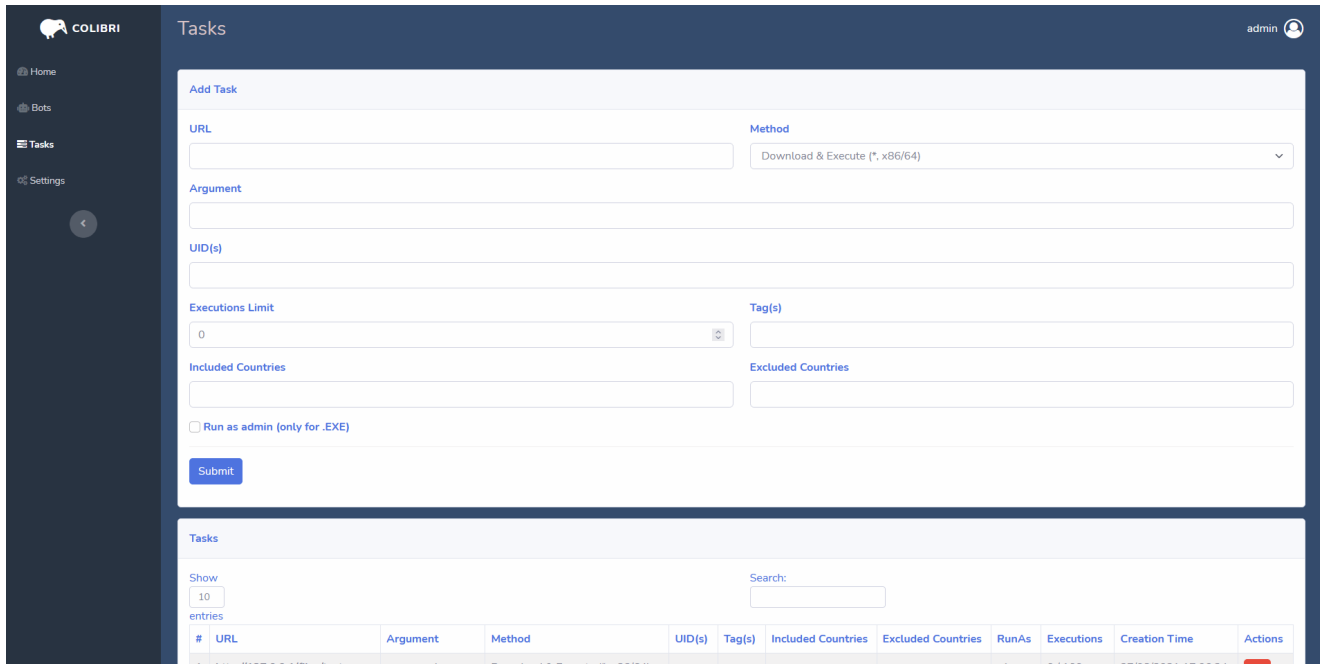 COLIBRI
Tasks
admin
Home
Bots
Tasks
Settings
Add Task
URL
Method
Download & Execute (*, x86/64)
Argument
UID(s)
Executions Limit
Tag(s)
0
Included Countries
Excluded Countries
Run as admin (only for .EXE)
Submit
Tasks
Show
Search:
10
entries
# URL Argument Method UID(s) Tag(s) Included Countries Excluded Countries RunAs Executions Creation Time Actions